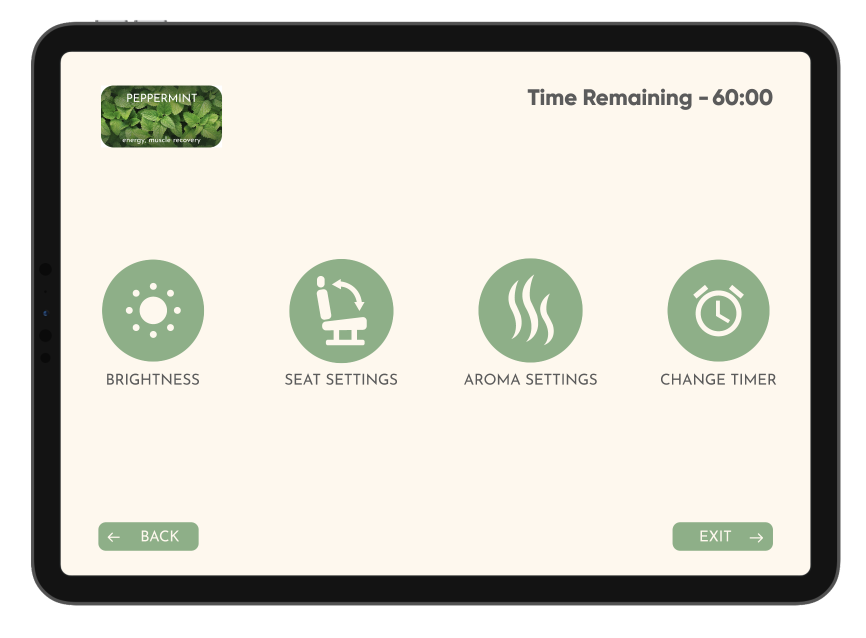 PEPPERMINT
energy, muscle recovery
Time Remaining - 60:00
BRIGHTNESS
SEAT SETTINGS
AROMA SETTINGS
CHANGE TIMER
← BACK
EXIT →